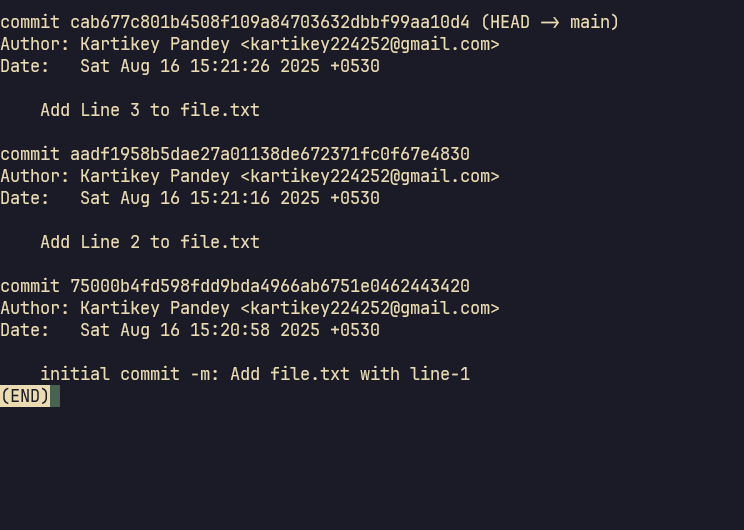 commit cab677c801b4508f109a84703632dbbf99aa10d4 (HEAD -> main)
Author: Kartikey Pandey <kartikey224252@gmail.com>
Date:   Sat Aug 16 15:21:26 2025 +0530
    Add Line 3 to file.txt
commit aadf1958b5dae27a01138de672371fc0f67e4830
Author: Kartikey Pandey <kartikey224252@gmail.com>
Date:   Sat Aug 16 15:21:16 2025 +0530
    Add Line 2 to file.txt
commit 75000b4fd598fdd9bda4966ab6751e0462443420
Author: Kartikey Pandey <kartikey224252@gmail.com>
Date:   Sat Aug 16 15:20:58 2025 +0530
    initial commit -m: Add file.txt with line-1
(END)